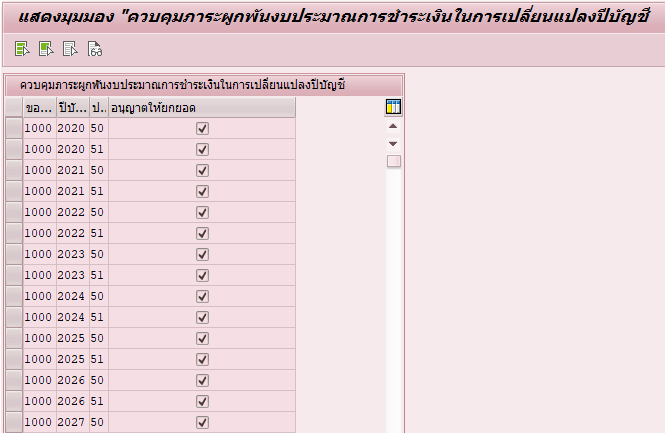 แสดงมุมมอง "ควบคุมภาระผูกพันงบประมาณการชำระเงินในการเปลี่ยนแปลงปีบัญชี
ควบคุมภาระผูกพันงบประมาณการชำระเงินในการเปลี่ยนแปลงปีบัญชี
ขอ... ปีบั... ป.. อนุญาตให้ยกยอด
1000 2020 50
1000 2020 51
1000 2021 50
1000 2021 51
1000 2022 50
1000 2022 51
1000 2023 50
1000 2023 51
1000 2024 50
1000 2024 51
1000 2025 50
1000 2025 51
1000 2026 50
1000 2026 51
1000 2027 50